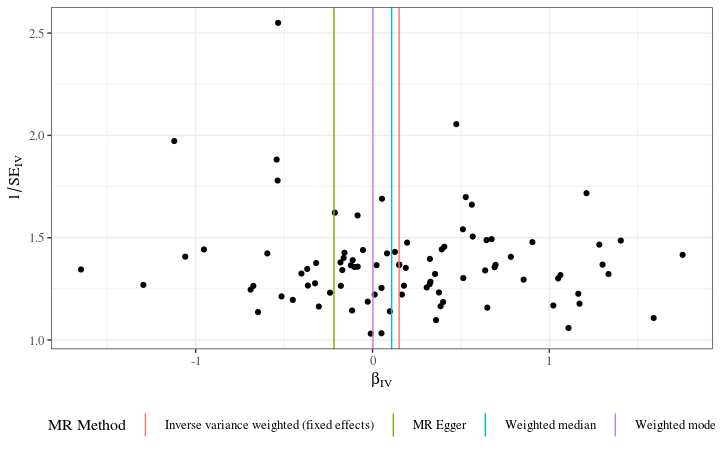 2.5
2.0
1.5
1.0
1/SE_IV
-1 0 1
β_IV
MR Method Inverse variance weighted (fixed effects) MR Egger Weighted median Weighted mode